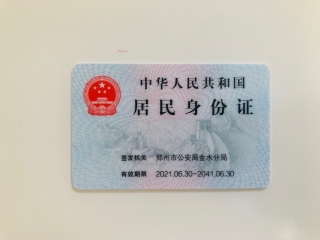 中华人民共和国
居民身份证
签发机关 郑州市公安局金水分局
有效期限 2021.06.30-2041.06.30